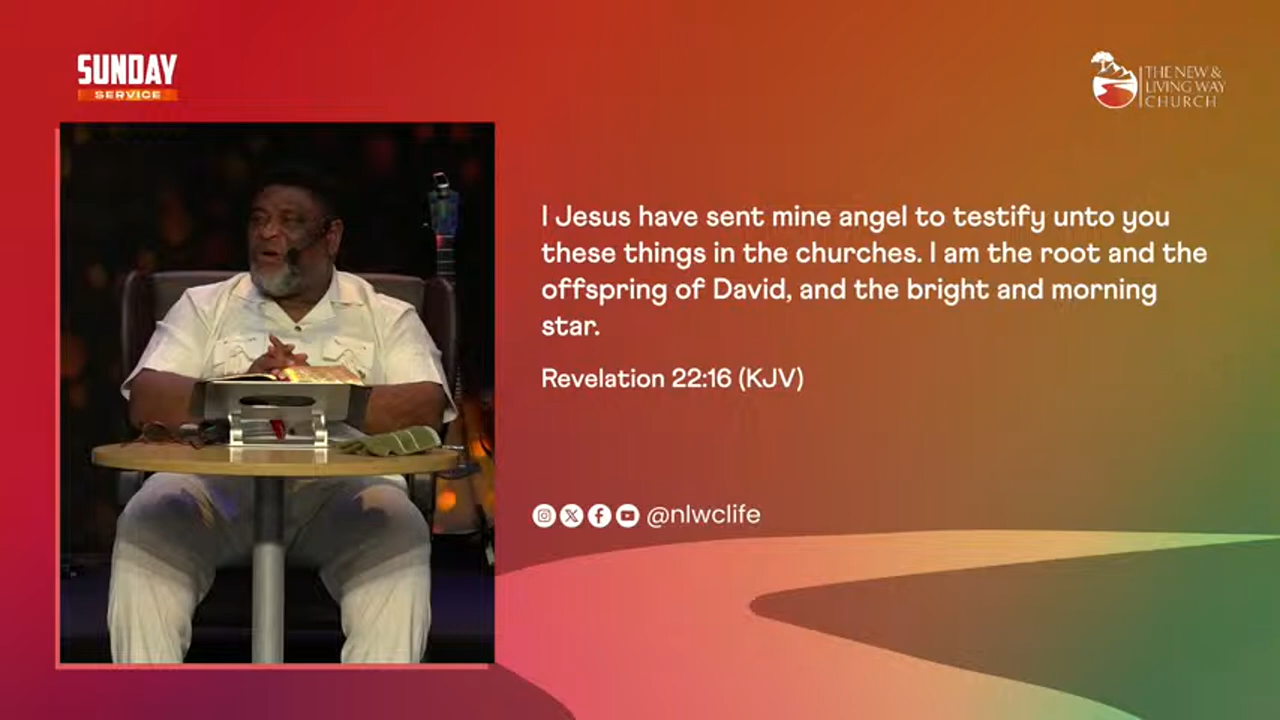 SUNDAY
SERVICE
THE NEW &
LIVING WAY
CHURCH
I Jesus have sent mine angel to testify unto you
these things in the churches. I am the root and the
offspring of David, and the bright and morning
star.
Revelation 22:16 (KJV)
@nlwclife